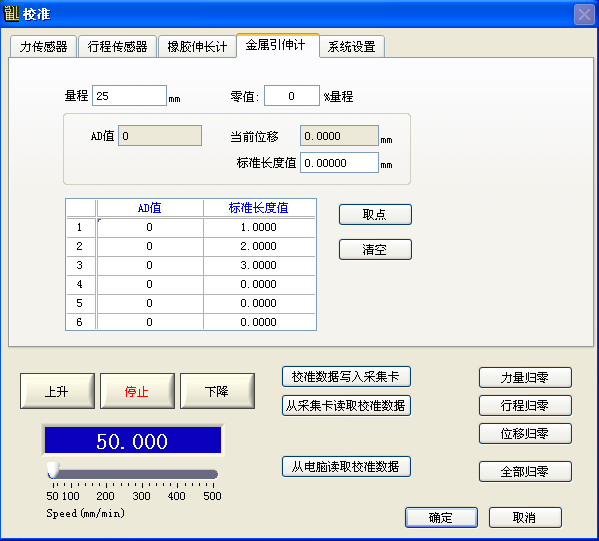 校准
力传感器 行程传感器 橡胶伸长计 金属引伸计 系统设置
量程 25 mm 零值: 0 %量程
AD值 0 当前位移 0.0000 mm
标准长度值 0.00000 mm
AD值 标准长度值
1 0 1.0000
2 0 2.0000
3 0 3.0000
4 0 0.0000
5 0 0.0000
6 0 0.0000
取点
清空
上升 停止 下降
50.000
50 100 200 300 400 500
Speed(mm/min)
校准数据写入采集卡
从采集卡读取校准数据
从电脑读取校准数据
力量归零
行程归零
位移归零
全部归零
确定 取消